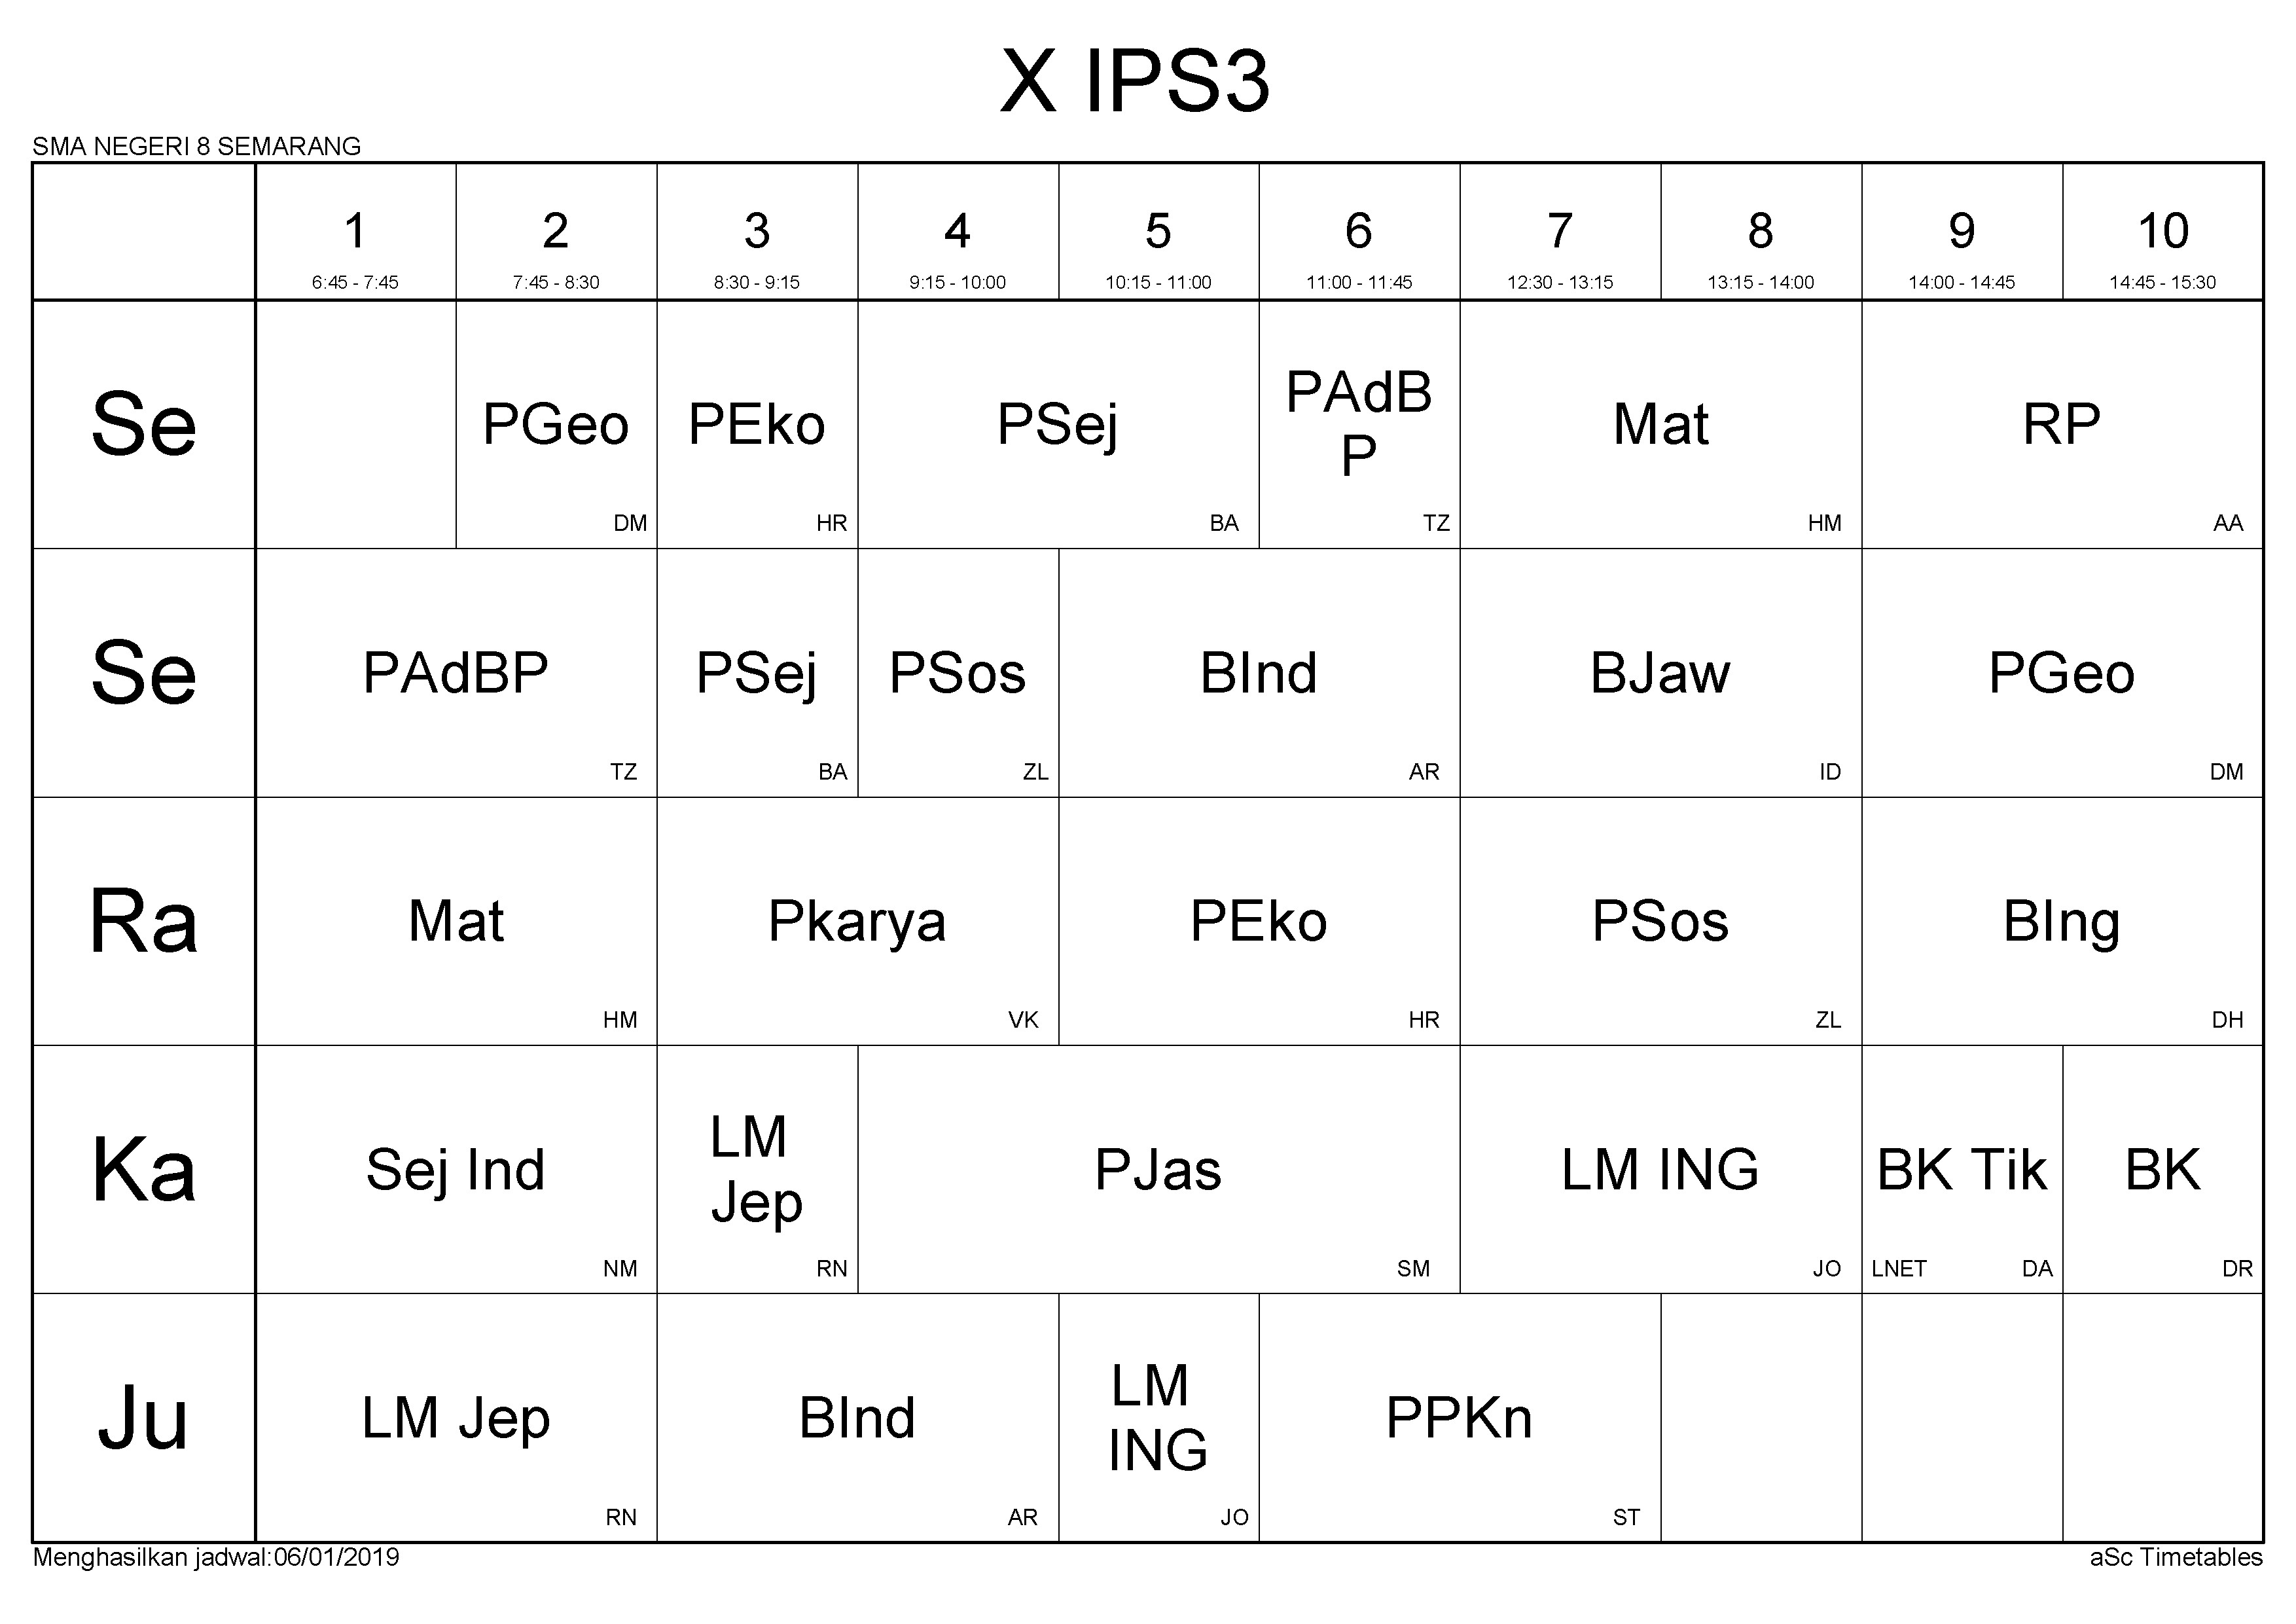 X IPS3
SMA NEGERI 8 SEMARANG
1 2 3 4 5 6 7 8 9 10
6:45 - 7:45 7:45 - 8:30 8:30 - 9:15 9:15 - 10:00 10:15 - 11:00 11:00 - 11:45 12:30 - 13:15 13:15 - 14:00 14:00 - 14:45 14:45 - 15:30
Se PGeo PEko PSej PAdB Mat RP
P
DM HR BA TZ HM AA
Se PAdBP PSej PSos BInd BJaw PGeo
TZ BA ZL AR ID DM
Ra Mat Pkarya PEko PSos BIng
HM VK HR ZL DH
Ka Sej Ind LM PJas LM ING BK Tik BK
Jep
NM RN SM JO LNET DA DR
Ju LM Jep BInd LM PPKn
ING
RN AR JO ST
Menghasilkan jadwal:06/01/2019 aSc Timetables